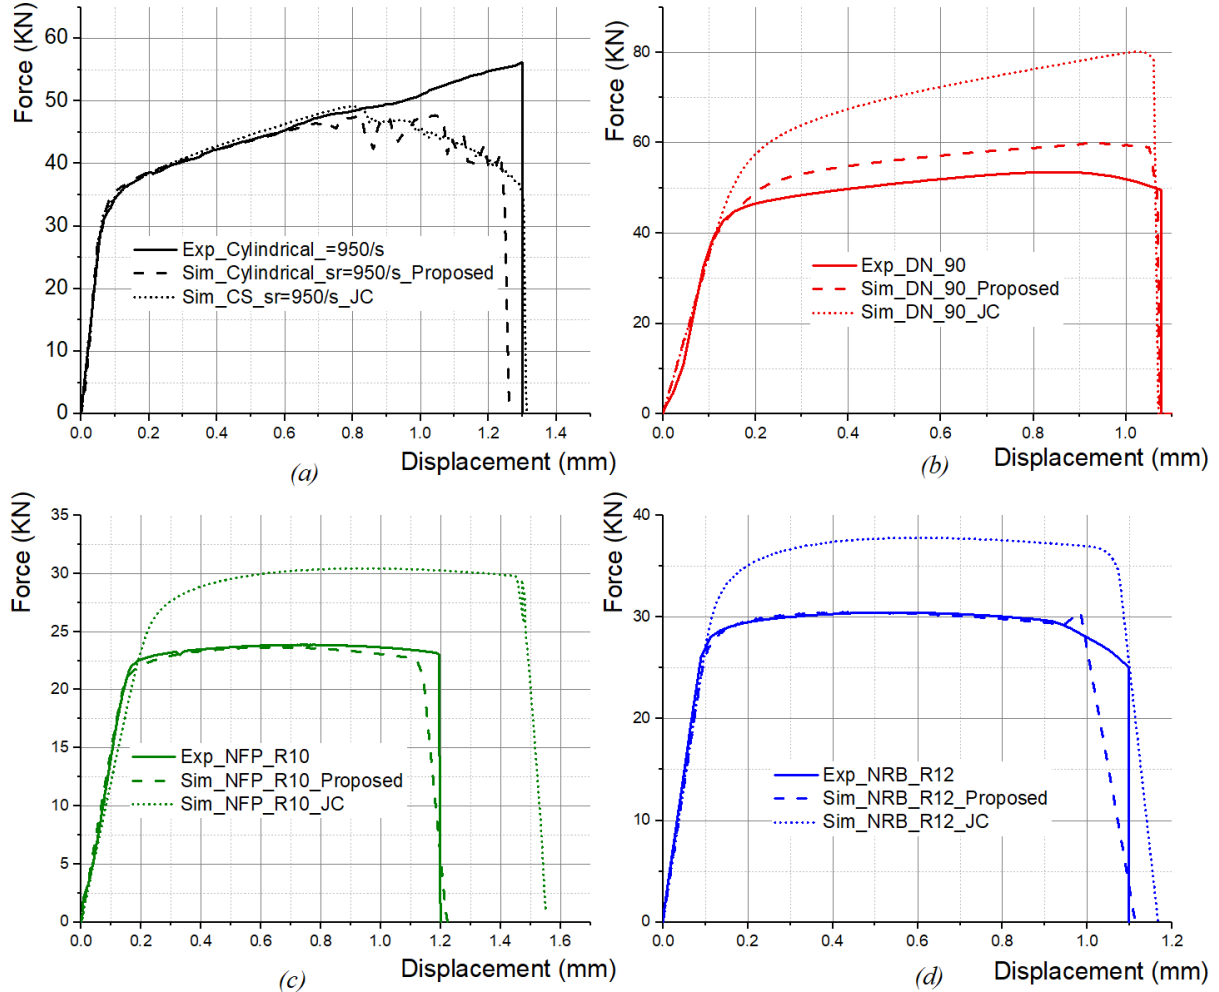 Force (KN)
60
50
40
30
20
10
0
Exp_Cylindrical_=950/s
Sim_Cylindrical_sr=950/s_Proposed
Sim_CS_sr=950/s_JC
0.0 0.2 0.4 0.6 0.8 1.0 1.2 1.4
Displacement (mm)
(a)
Force (KN)
80
60
40
20
0
Exp_DN_90
Sim_DN_90_Proposed
Sim_DN_90_JC
0.0 0.2 0.4 0.6 0.8 1.0
Displacement (mm)
(b)
Force (KN)
35
30
25
20
15
10
5
0
Exp_NFP_R10
Sim_NFP_R10_Proposed
Sim_NFP_R10_JC
0.0 0.2 0.4 0.6 0.8 1.0 1.2 1.4 1.6
Displacement (mm)
(c)
Force (KN)
40
30
20
10
0
Exp_NRB_R12
Sim_NRB_R12_Proposed
Sim_NRB_R12_JC
0.0 0.2 0.4 0.6 0.8 1.0 1.2
Displacement (mm)
(d)